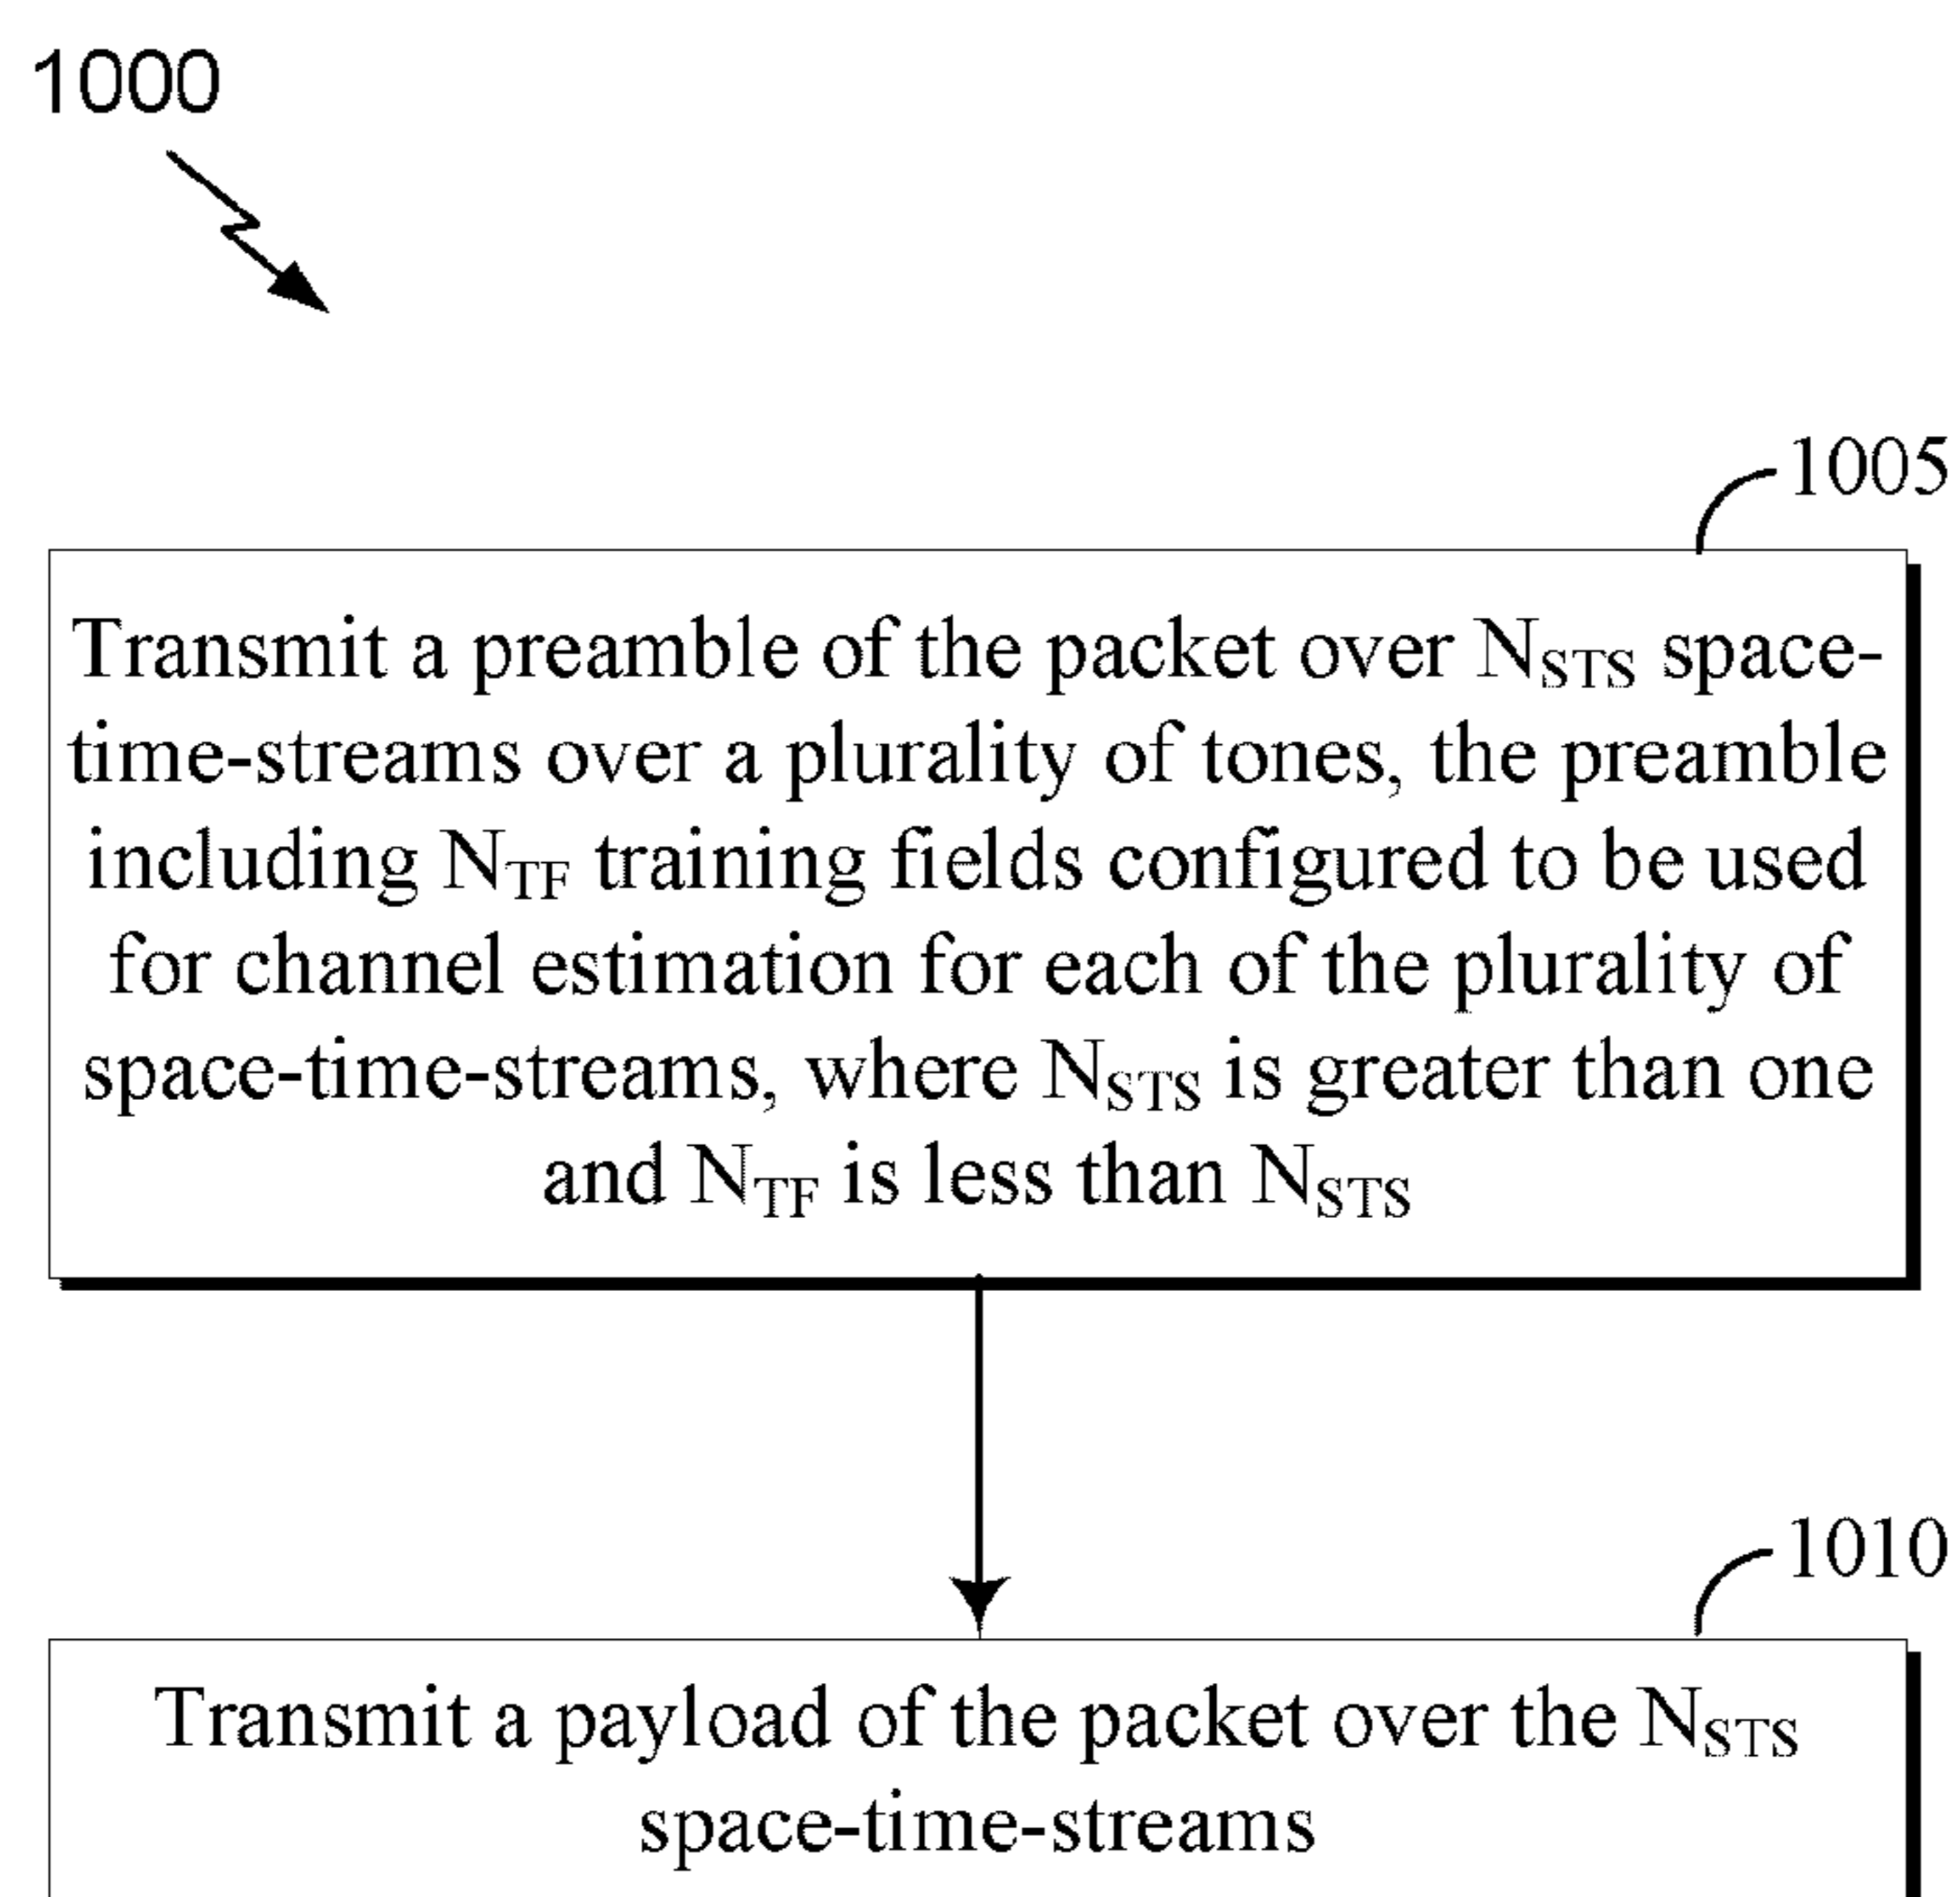 1000
1005
Transmit a preamble of the packet over NSTS space-
time-streams over a plurality of tones, the preamble
including NTF training fields configured to be used
for channel estimation for each of the plurality of
space-time-streams, where NSTS is greater than one
and NTF is less than NSTS
1010
Transmit a payload of the packet over the NSTS
space-time-streams